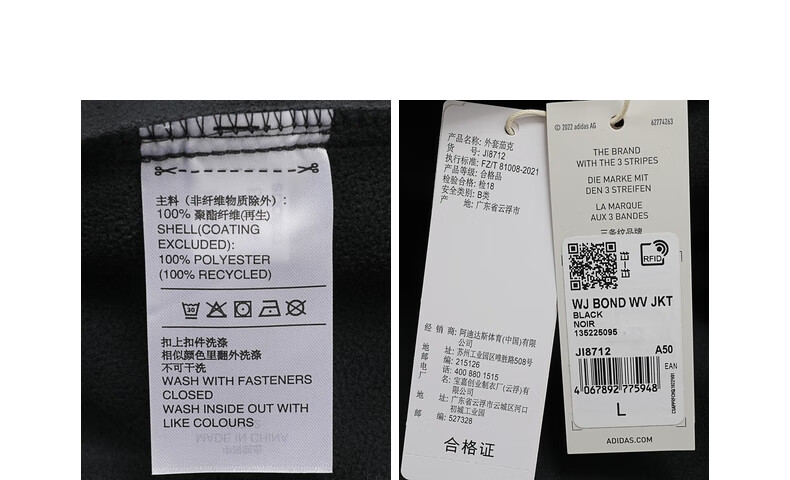 主料（非纤维物质除外）:
100% 聚酯纤维(再生)
SHELL(COATING
EXCLUDED):
100% POLYESTER
(100% RECYCLED)
扣上扣件洗涤
相似颜色里翻外洗涤
不可干洗
WASH WITH FASTENERS
CLOSED
WASH INSIDE OUT WITH
LIKE COLOURS
MADE IN CHINA
产品名称: 外套茄克
货 号: JI8712
执行标准: FZ/T 81008-2021
产品等级: 合格品
检验合格: 检18
安全类别: B类
产 地: 广东省云浮市
经 销 商: 阿迪达斯体育(中国)有限
公司
地 址: 苏州工业园区唯胜路508号
邮 编: 215126
电 话: 400 880 1515
厂 名: 宝嘉创业制衣厂(云浮)有
限公司
地 址: 广东省云浮云城区河口
初城工业园
邮 编: 527328
合格证
© 2022 adidas AG
62774263
THE BRAND
WITH THE 3 STRIPES
DIE MARKE MIT
DEN 3 STREIFEN
LA MARQUE
AUX 3 BANDES
三条纹品牌
RFID
WJ BOND WV JKT
BLACK
NOIR
135225095
JI8712 A50
EAN
4 067892 775948
L
ADIDAS.COM